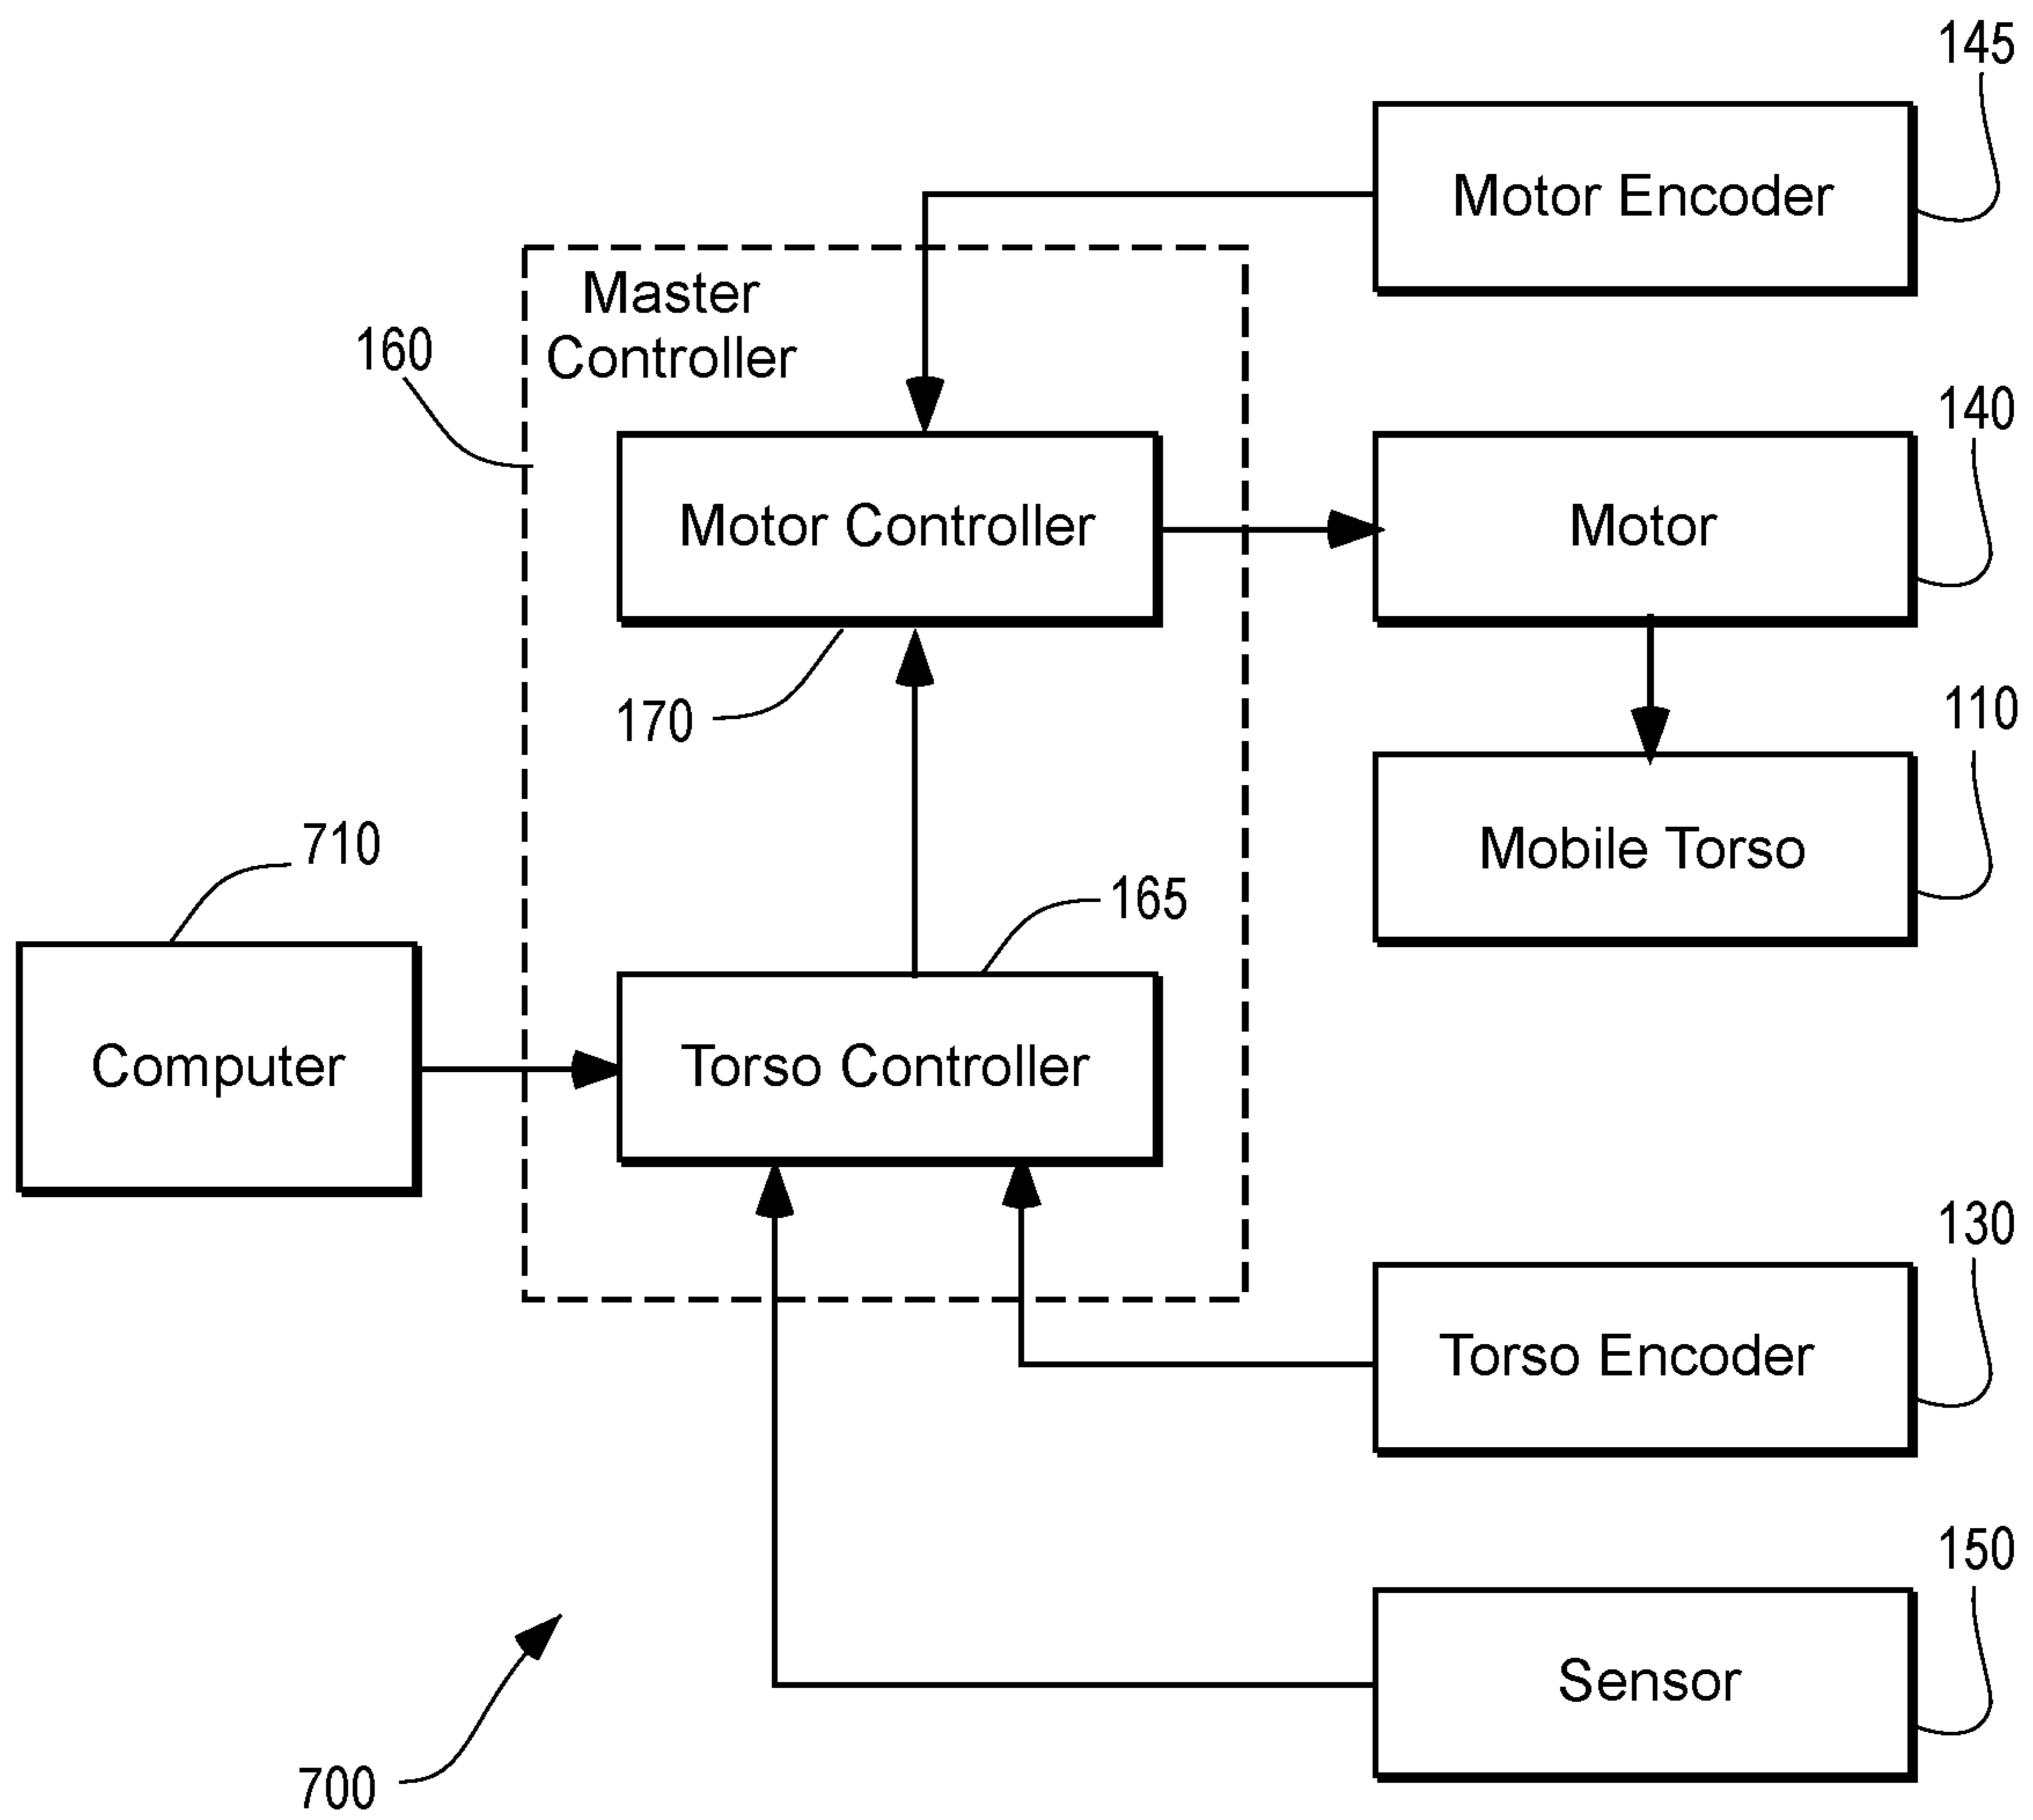 145
Motor Encoder
Master
Controller
160
140
Motor Controller
Motor
170
110
Mobile Torso
710
165
Computer
Torso Controller
130
Torso Encoder
150
Sensor
700